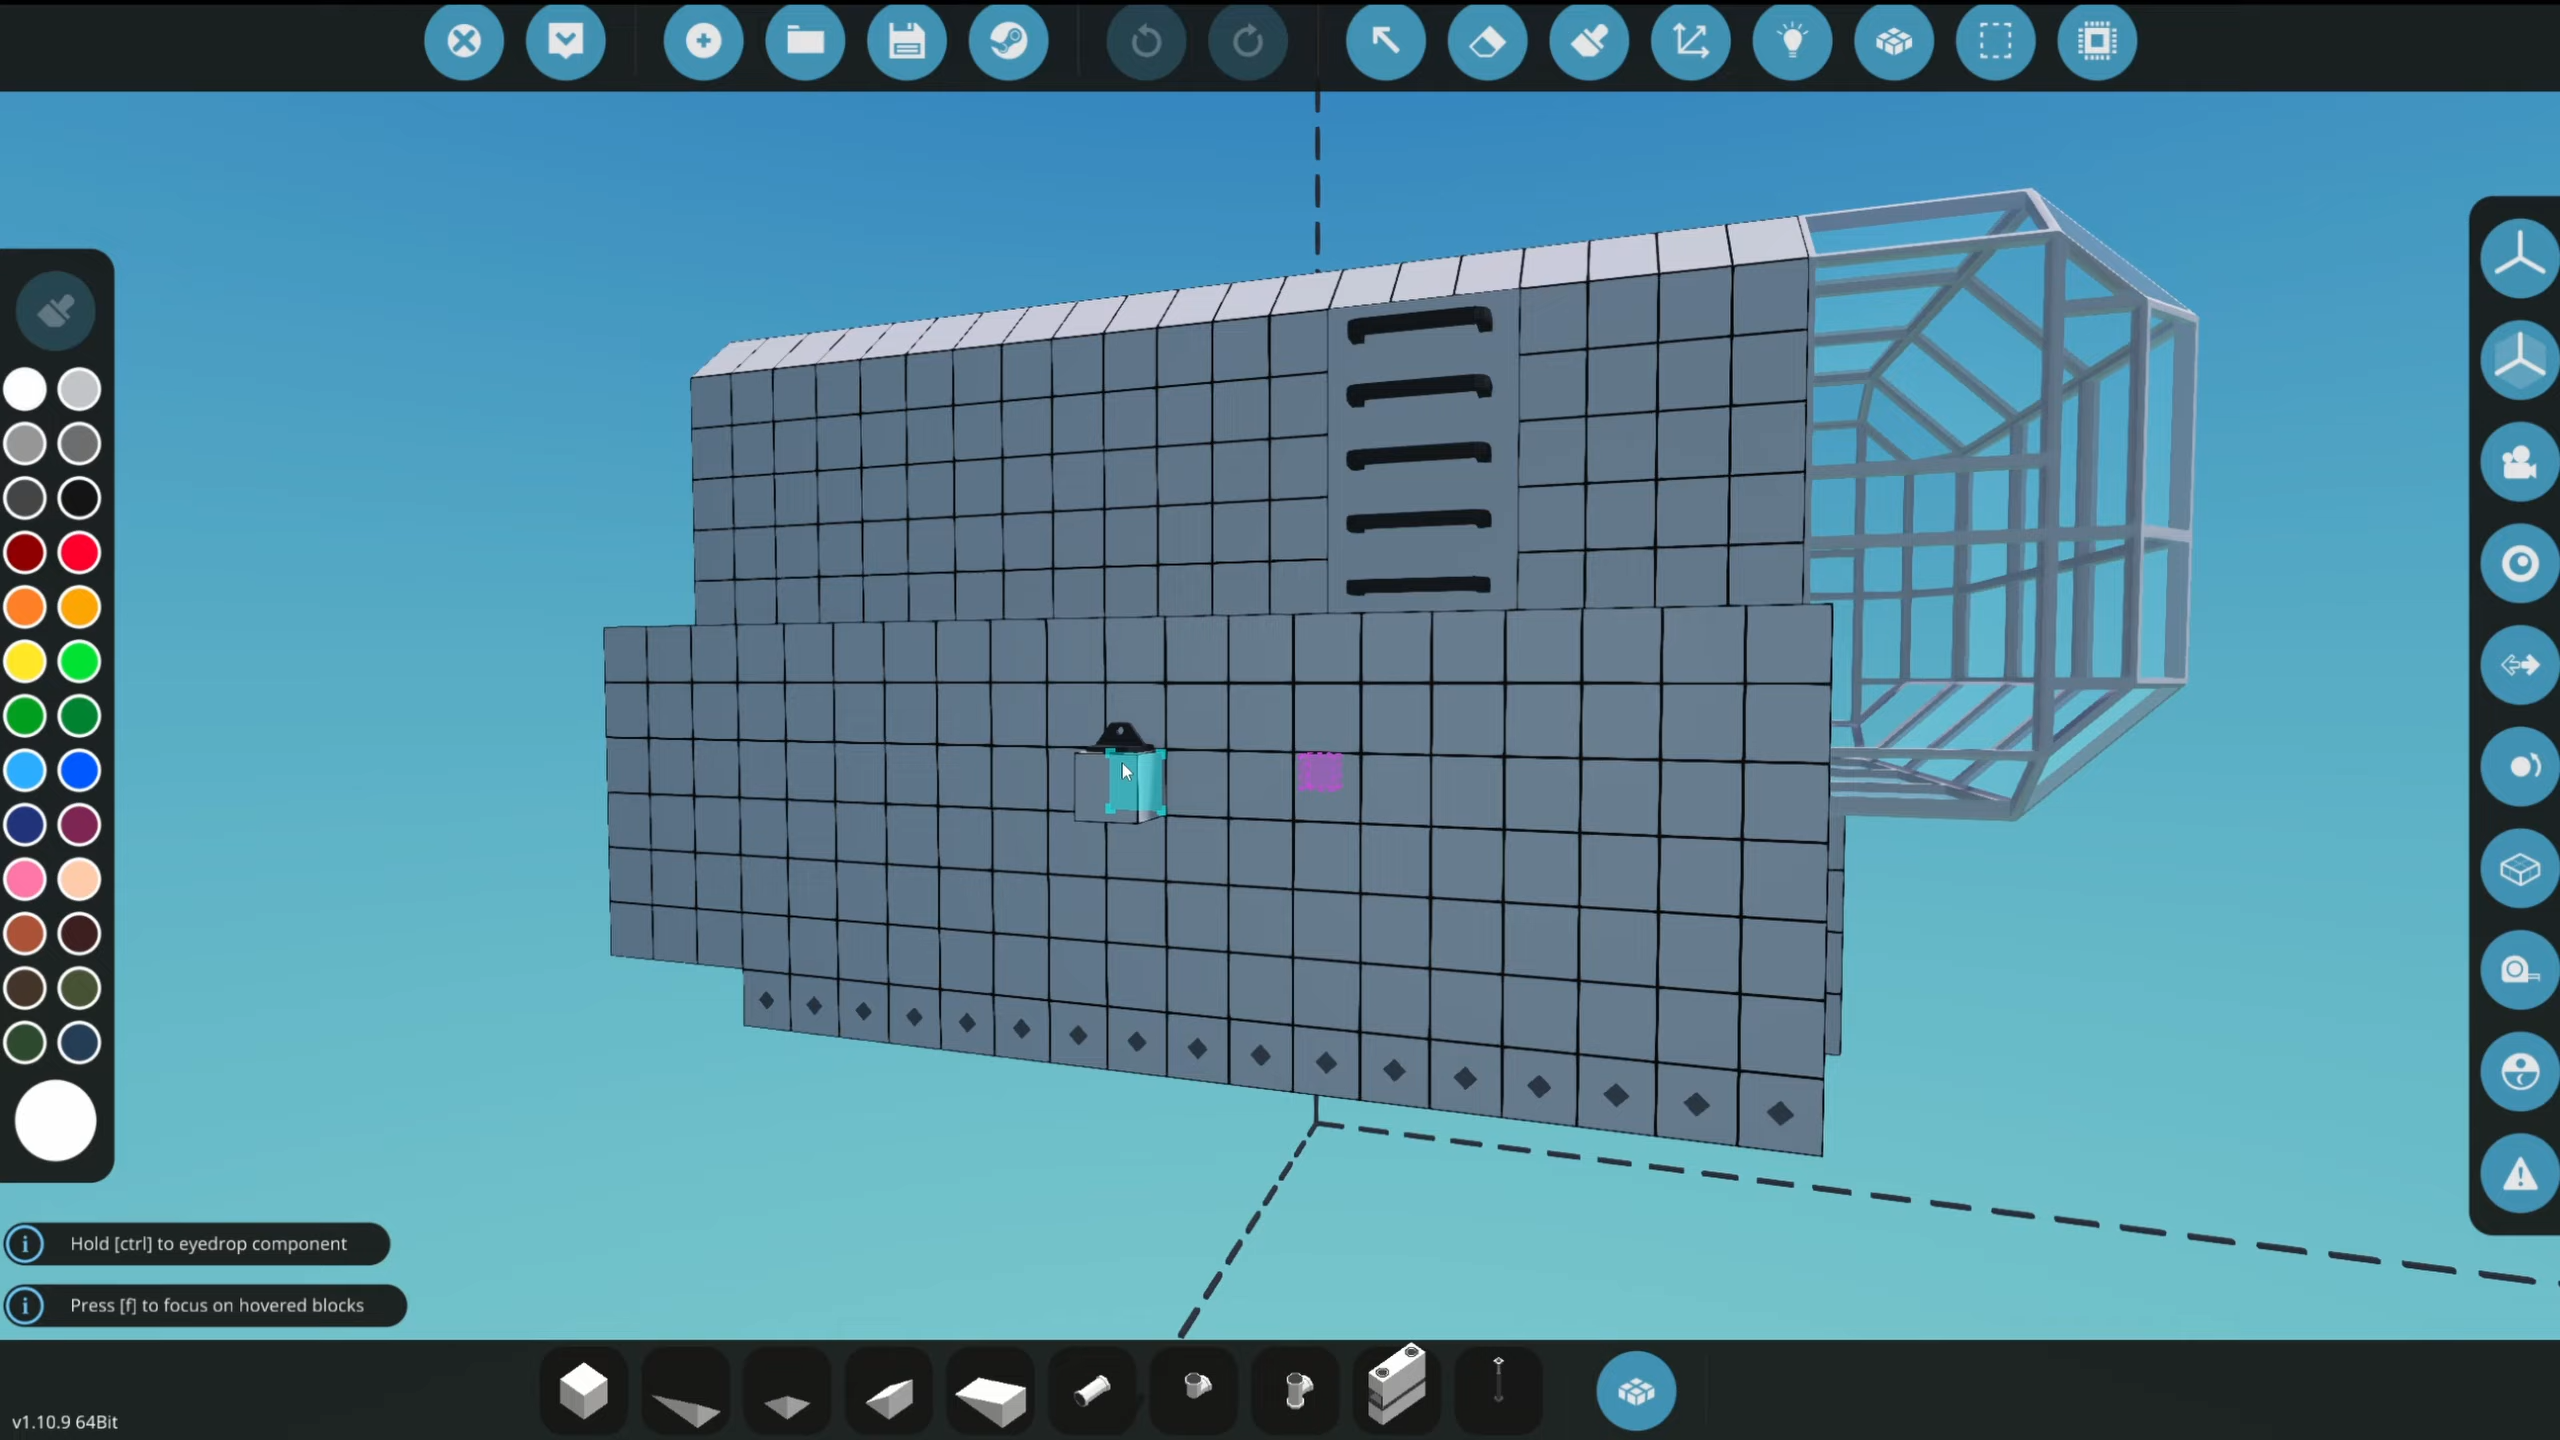 Hold [ctrl] to eyedrop component
Press [f] to focus on hovered blocks
v1.10.9 64Bit